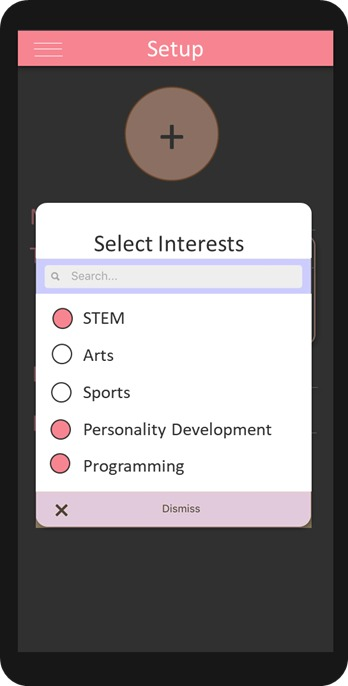 Setup
+
Select Interests
Search...
STEM
Arts
Sports
Personality Development
Programming
Dismiss